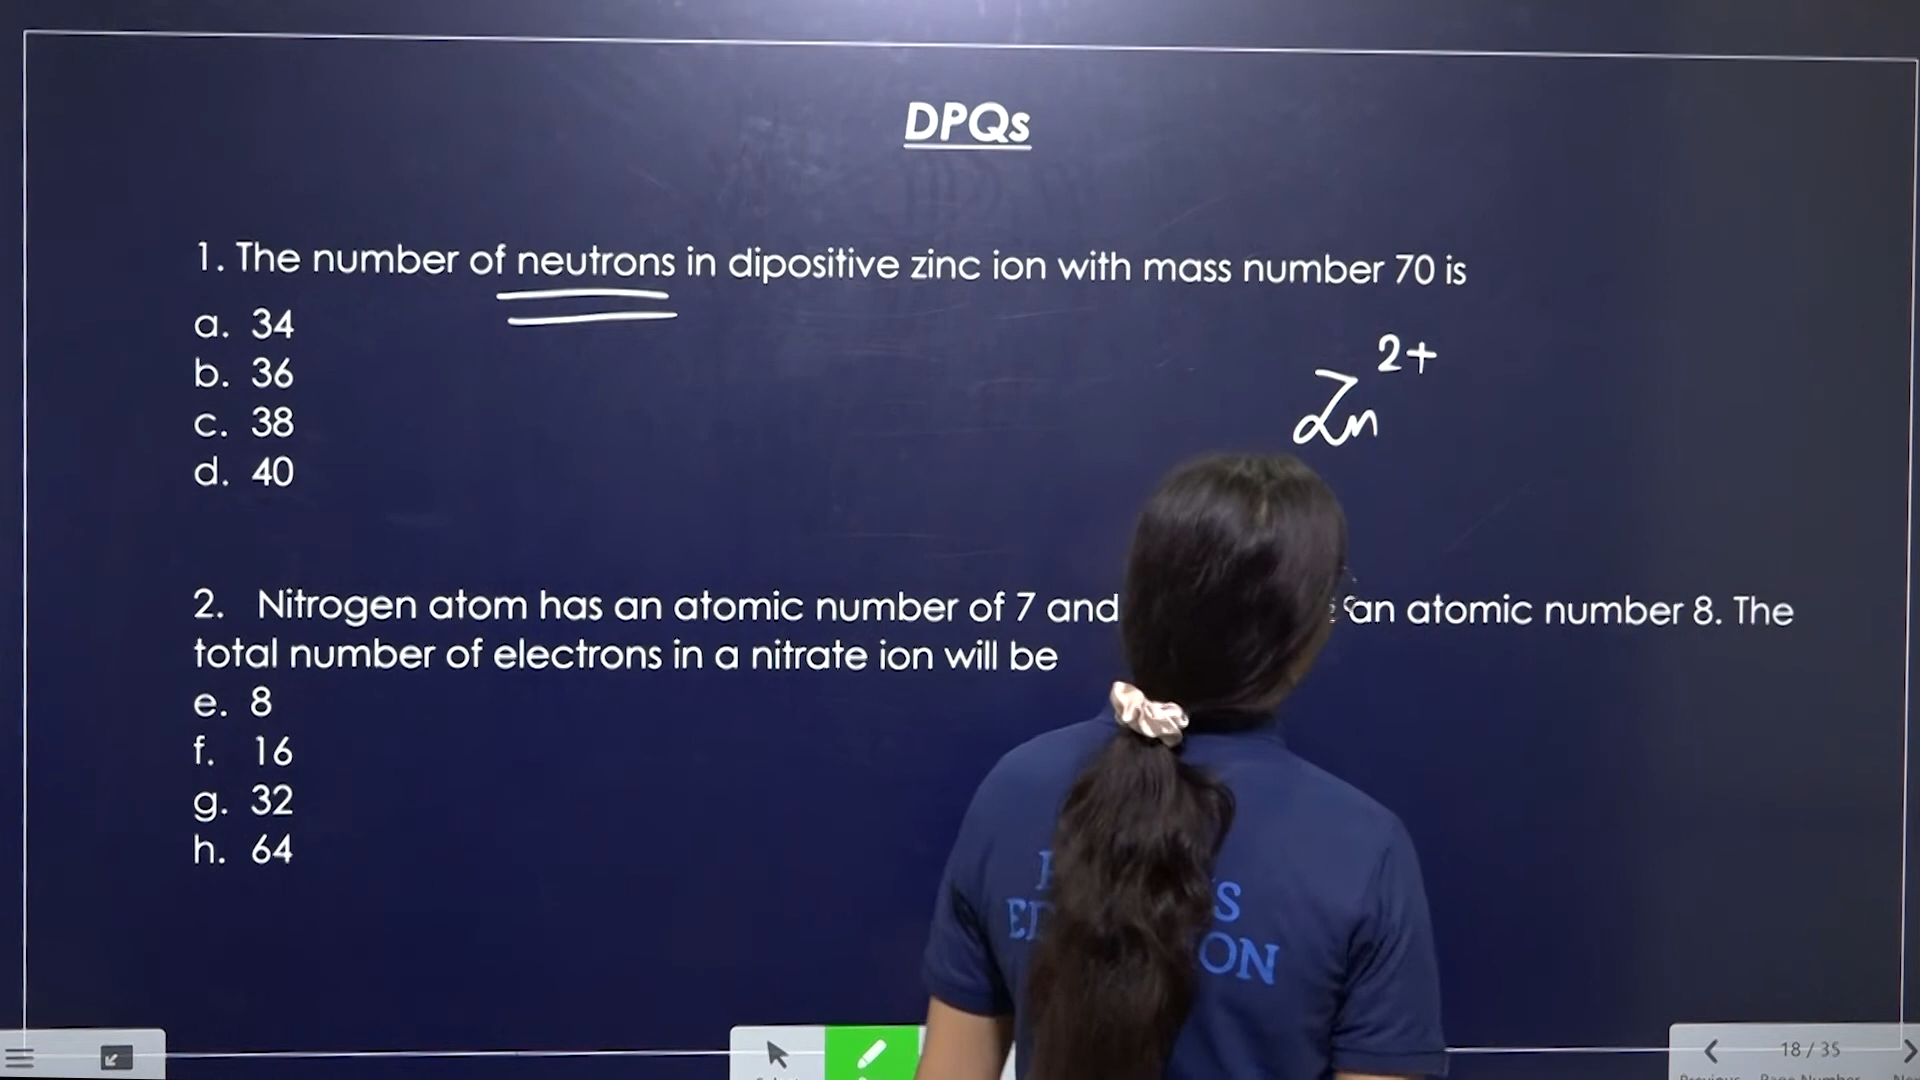 DPQs
1. The number of neutrons in dipositive zinc ion with mass number 70 is
a. 34
b. 36
c. 38
d. 40
Zn 2+
2. Nitrogen atom has an atomic number of 7 and an atomic number 8. The
total number of electrons in a nitrate ion will be
e. 8
f. 16
g. 32
h. 64
18 / 35